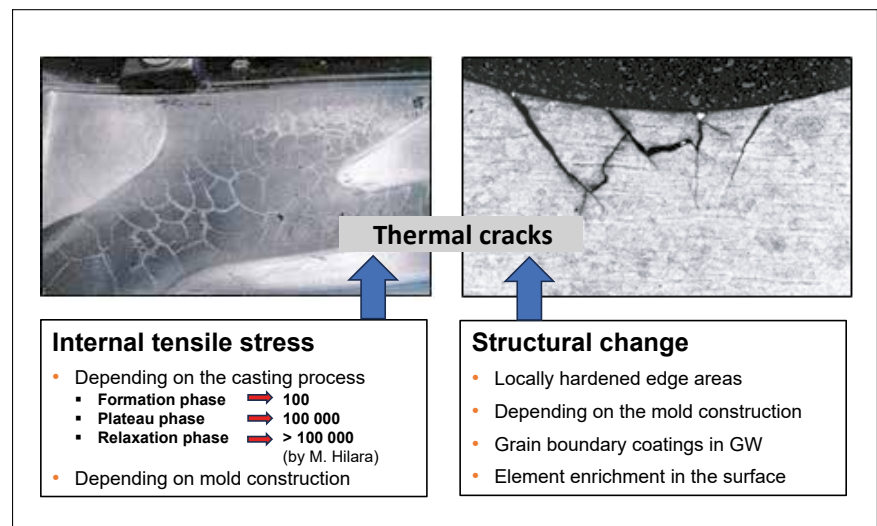 Thermal cracks
Internal tensile stress
• Depending on the casting process
▪ Formation phase 100
▪ Plateau phase 100 000
▪ Relaxation phase > 100 000
(by M. Hilara)
• Depending on mold construction
Structural change
• Locally hardened edge areas
• Depending on the mold construction
• Grain boundary coatings in GW
• Element enrichment in the surface